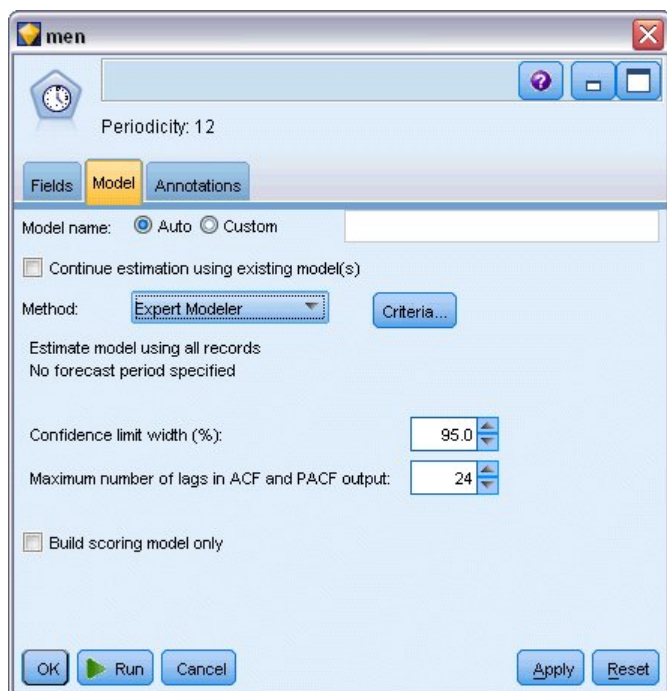 men
?
Periodicity: 12
Fields Model Annotations
Model name: Auto Custom
Continue estimation using existing model(s)
Method: Expert Modeler Criteria...
Estimate model using all records
No forecast period specified
Confidence limit width (%): 95.0
Maximum number of lags in ACF and PACF output: 24
Build scoring model only
OK Run Cancel Apply Reset